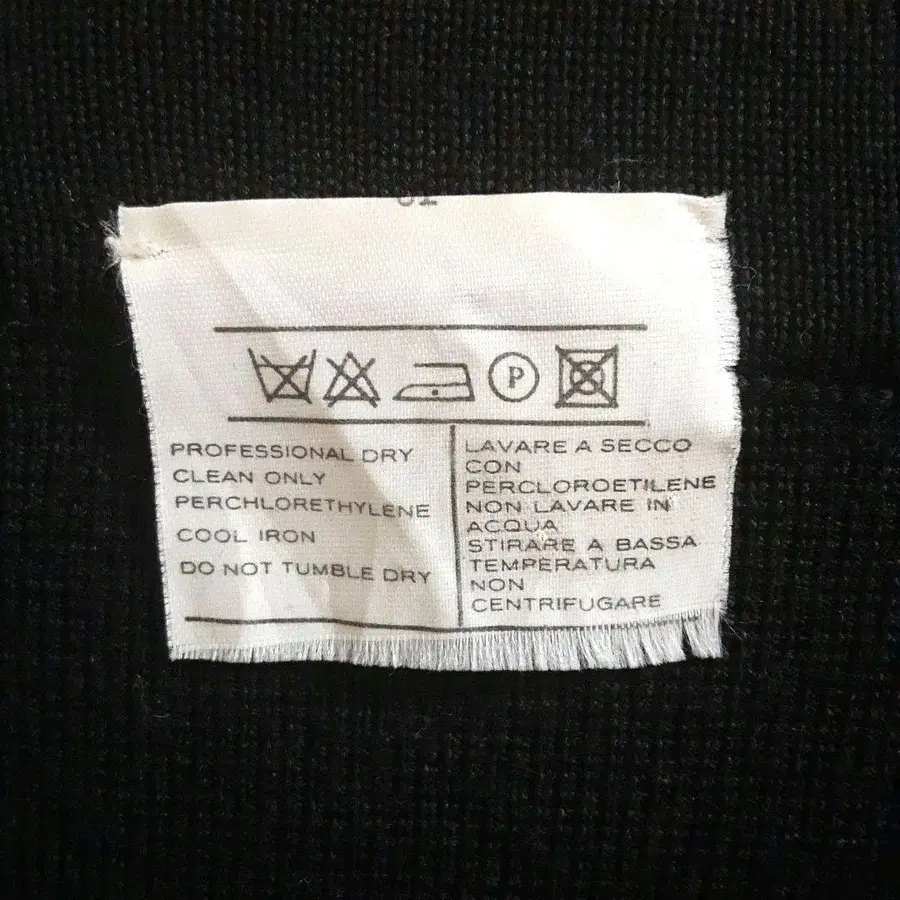 P
PROFESSIONAL DRY
CLEAN ONLY
PERCHLORETHYLENE
COOL IRON
DO NOT TUMBLE DRY
LAVARE A SECCO
CON
PERCLOROETILENE
NON LAVARE IN
ACQUA
STIRARE A BASSA
TEMPERATURA
NON
CENTRIFUGARE